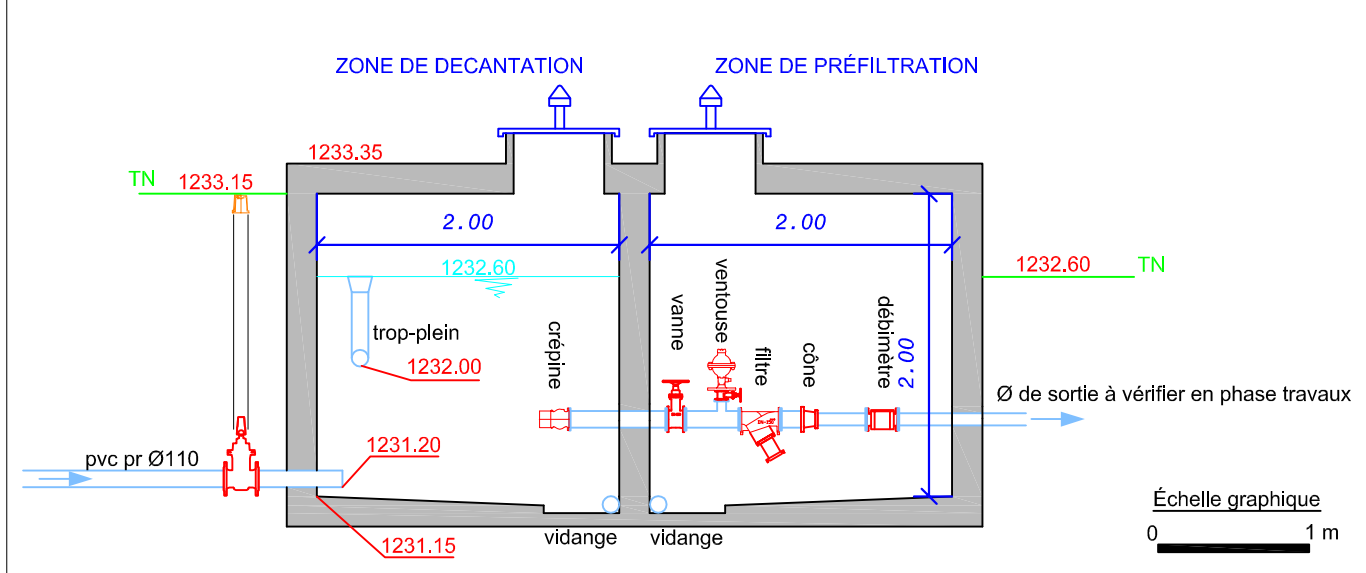 ZONE DE DECANTATION
ZONE DE PRÉFILTRATION
1233.35
TN
1233.15
2.00
2.00
1232.60
1232.60
TN
trop-plein
1232.00
crépine
vanne
ventouse
filtre
cône
débimètre
2.00
Ø de sortie à vérifier en phase travaux
pvc pr Ø110
1231.20
1231.15
vidange
vidange
Échelle graphique
0
1 m